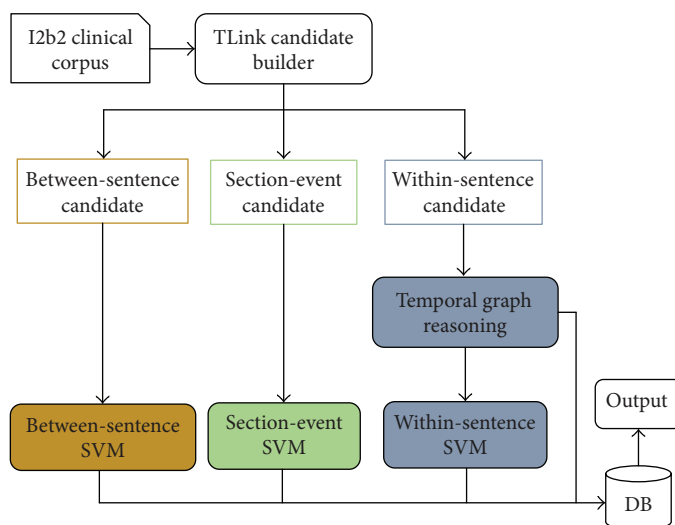 I2b2 clinical
corpus
TLink candidate
builder
Between-sentence
candidate
Section-event
candidate
Within-sentence
candidate
Temporal graph
reasoning
Between-sentence
SVM
Section-event
SVM
Within-sentence
SVM
Output
DB